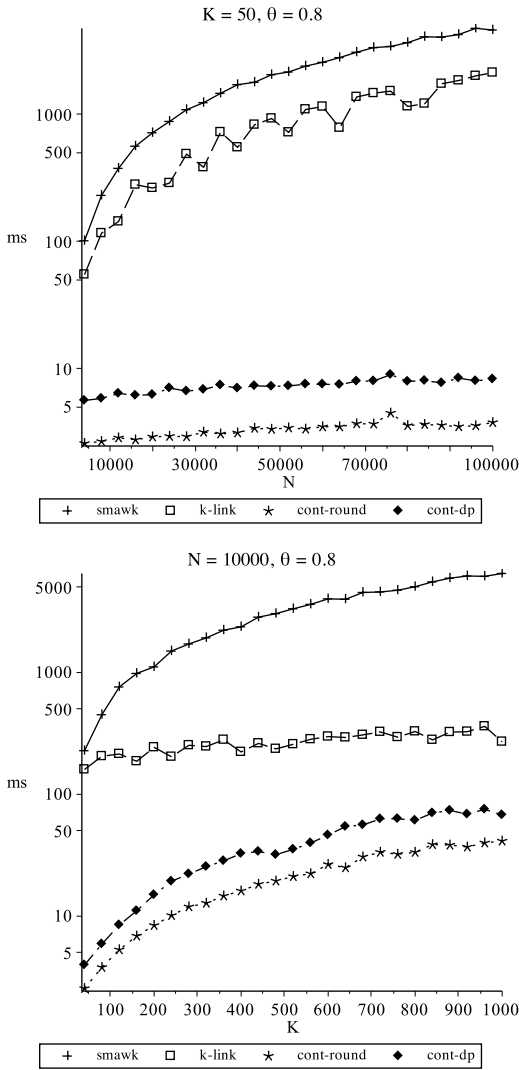 K = 50, θ = 0.8
1000
500
100
50
10
5
ms
10000 30000 50000 70000 100000
N
smawk k-link cont-round cont-dp
N = 10000, θ = 0.8
5000
1000
500
100
50
10
5
ms
100 200 300 400 500 600 700 800 900 1000
K
smawk k-link cont-round cont-dp